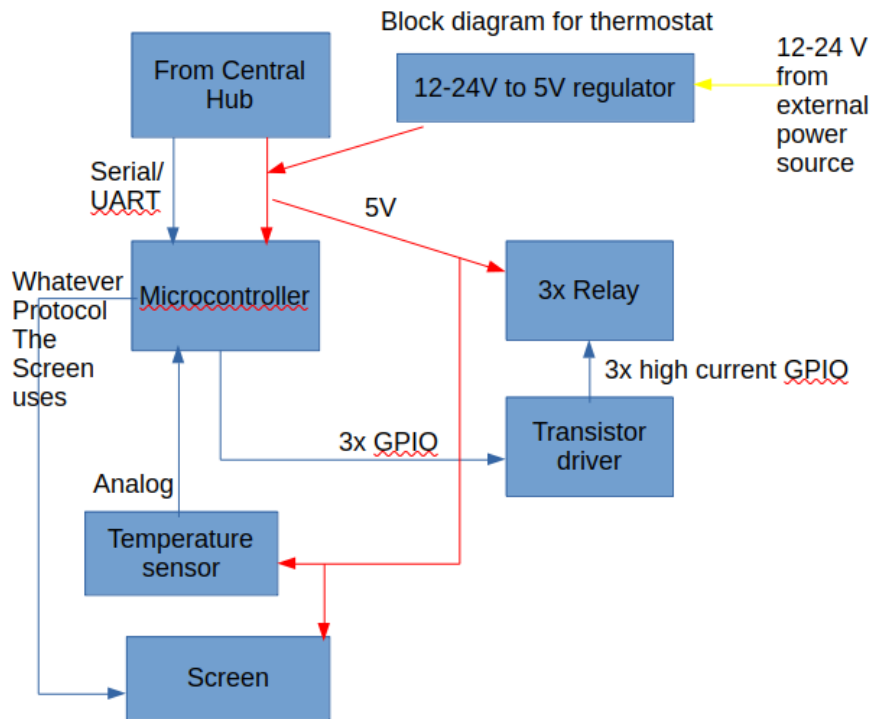 Block diagram for thermostat
From Central
Hub
12-24V to 5V regulator
12-24 V
from
external
power
source
Serial/
UART
5V
Whatever
Protocol
The
Screen
uses
Microcontroller
3x Relay
3x high current GPIO
3x GPIO
Transistor
driver
Analog
Temperature
sensor
Screen